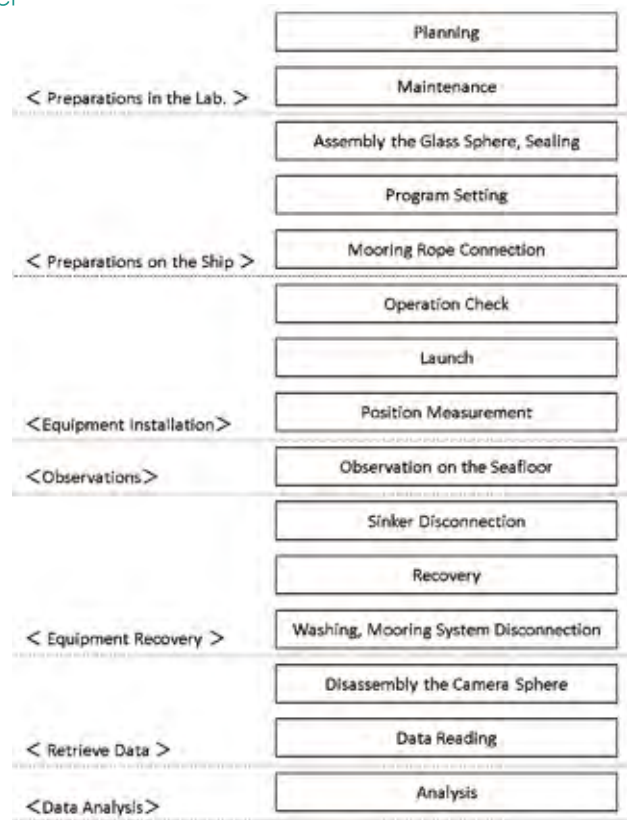 Planning
Maintenance
< Preparations in the Lab. >
Assembly the Glass Sphere, Sealing
Program Setting
Mooring Rope Connection
< Preparations on the Ship >
Operation Check
Launch
Position Measurement
<Equipment Installation>
Observation on the Seafloor
<Observations>
Sinker Disconnection
Recovery
Washing, Mooring System Disconnection
< Equipment Recovery >
Disassembly the Camera Sphere
Data Reading
< Retrieve Data >
Analysis
<Data Analysis>